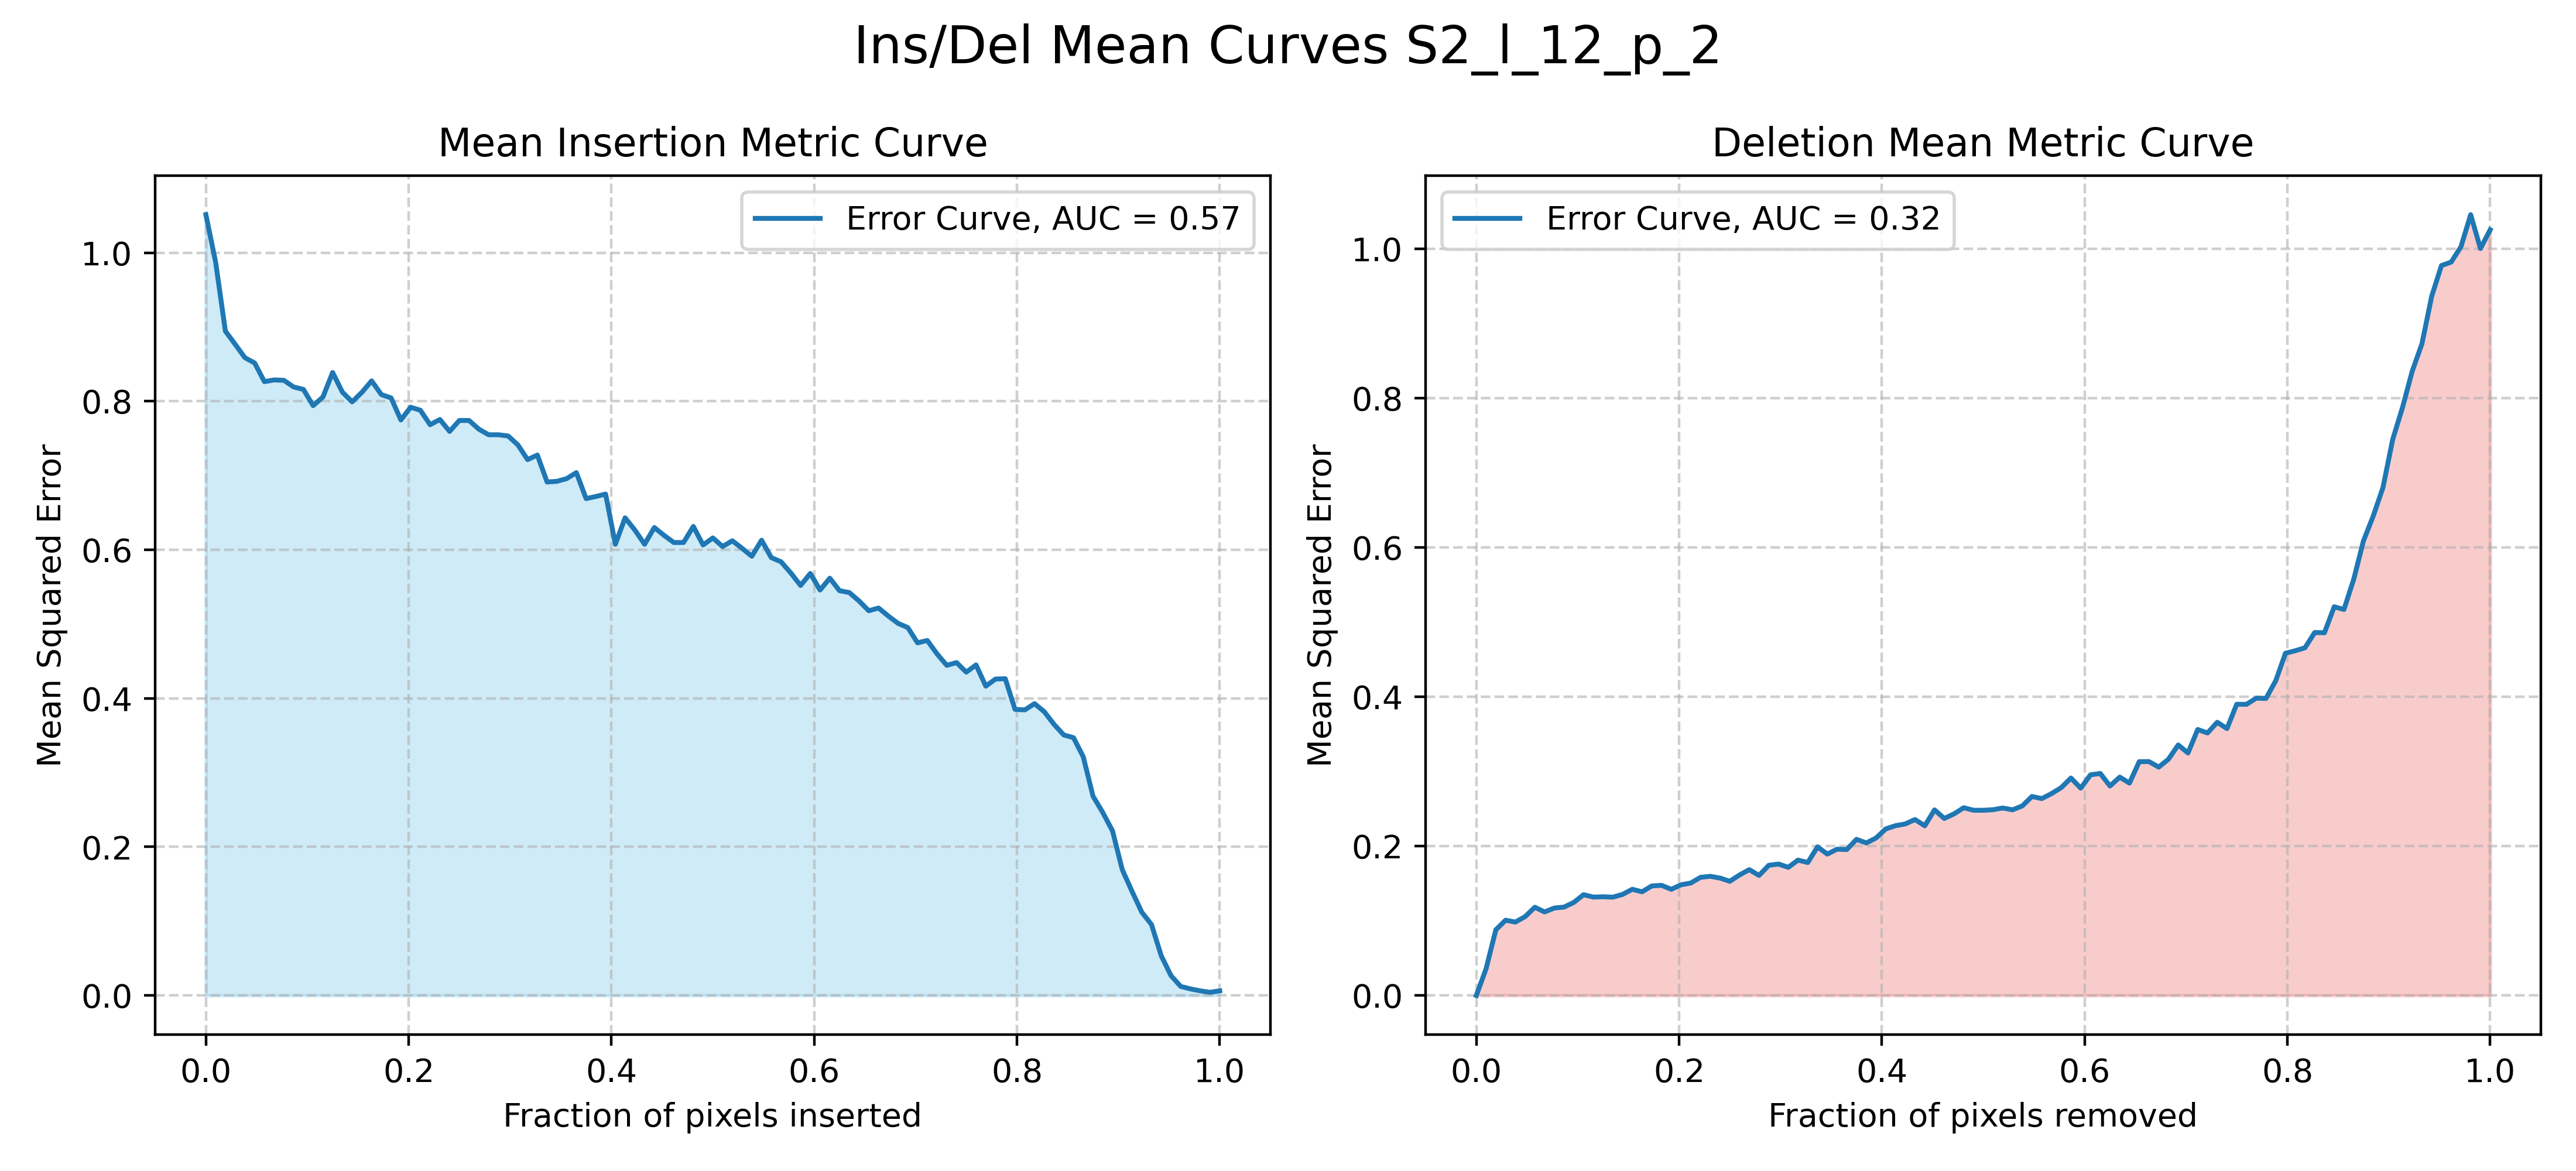 Ins/Del Mean Curves S2_l_12_p_2
Mean Insertion Metric Curve
Error Curve, AUC = 0.57
Mean Squared Error
1.0
0.8
0.6
0.4
0.2
0.0
0.0 0.2 0.4 0.6 0.8 1.0
Fraction of pixels inserted
Deletion Mean Metric Curve
Error Curve, AUC = 0.32
Mean Squared Error
1.0
0.8
0.6
0.4
0.2
0.0
0.0 0.2 0.4 0.6 0.8 1.0
Fraction of pixels removed